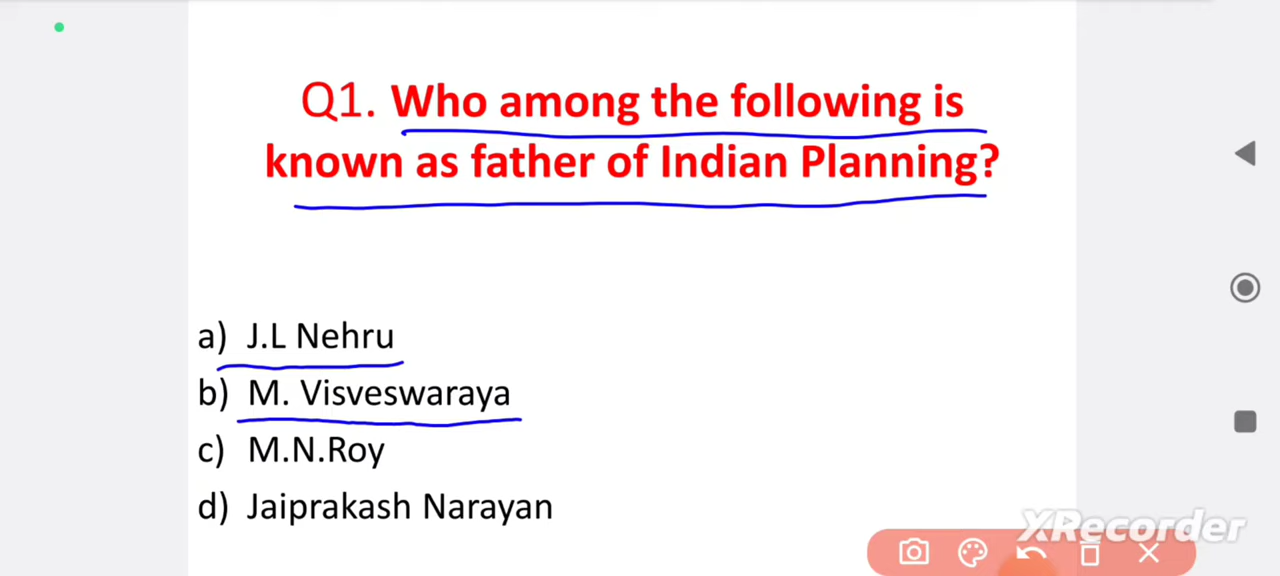 Q1. Who among the following is
known as father of Indian Planning?
a) J.L Nehru
b) M. Visveswaraya
c) M.N.Roy
d) Jaiprakash Narayan
XRecorder